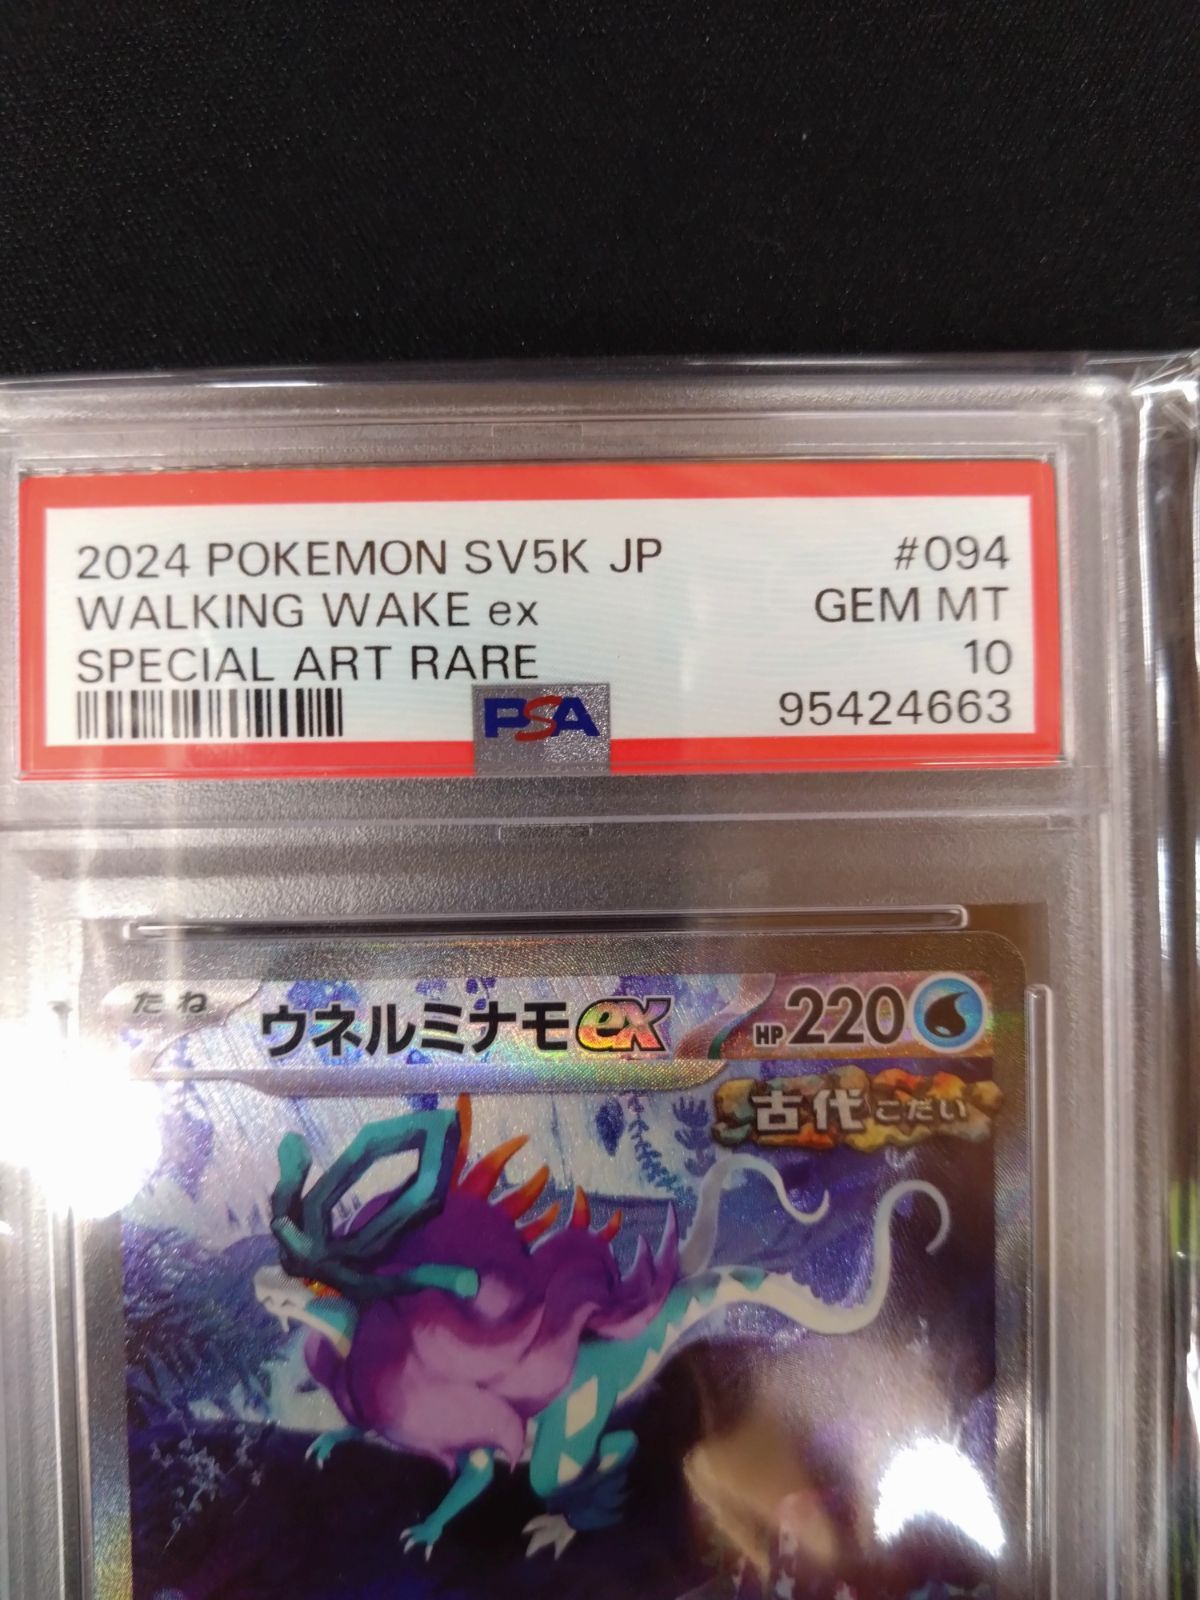 2024 POKEMON SV5K JP #094
WALKING WAKE ex GEM MT
SPECIAL ART RARE 10
PSA 95424663
たね ウネルミナモex HP220
古代 こだい